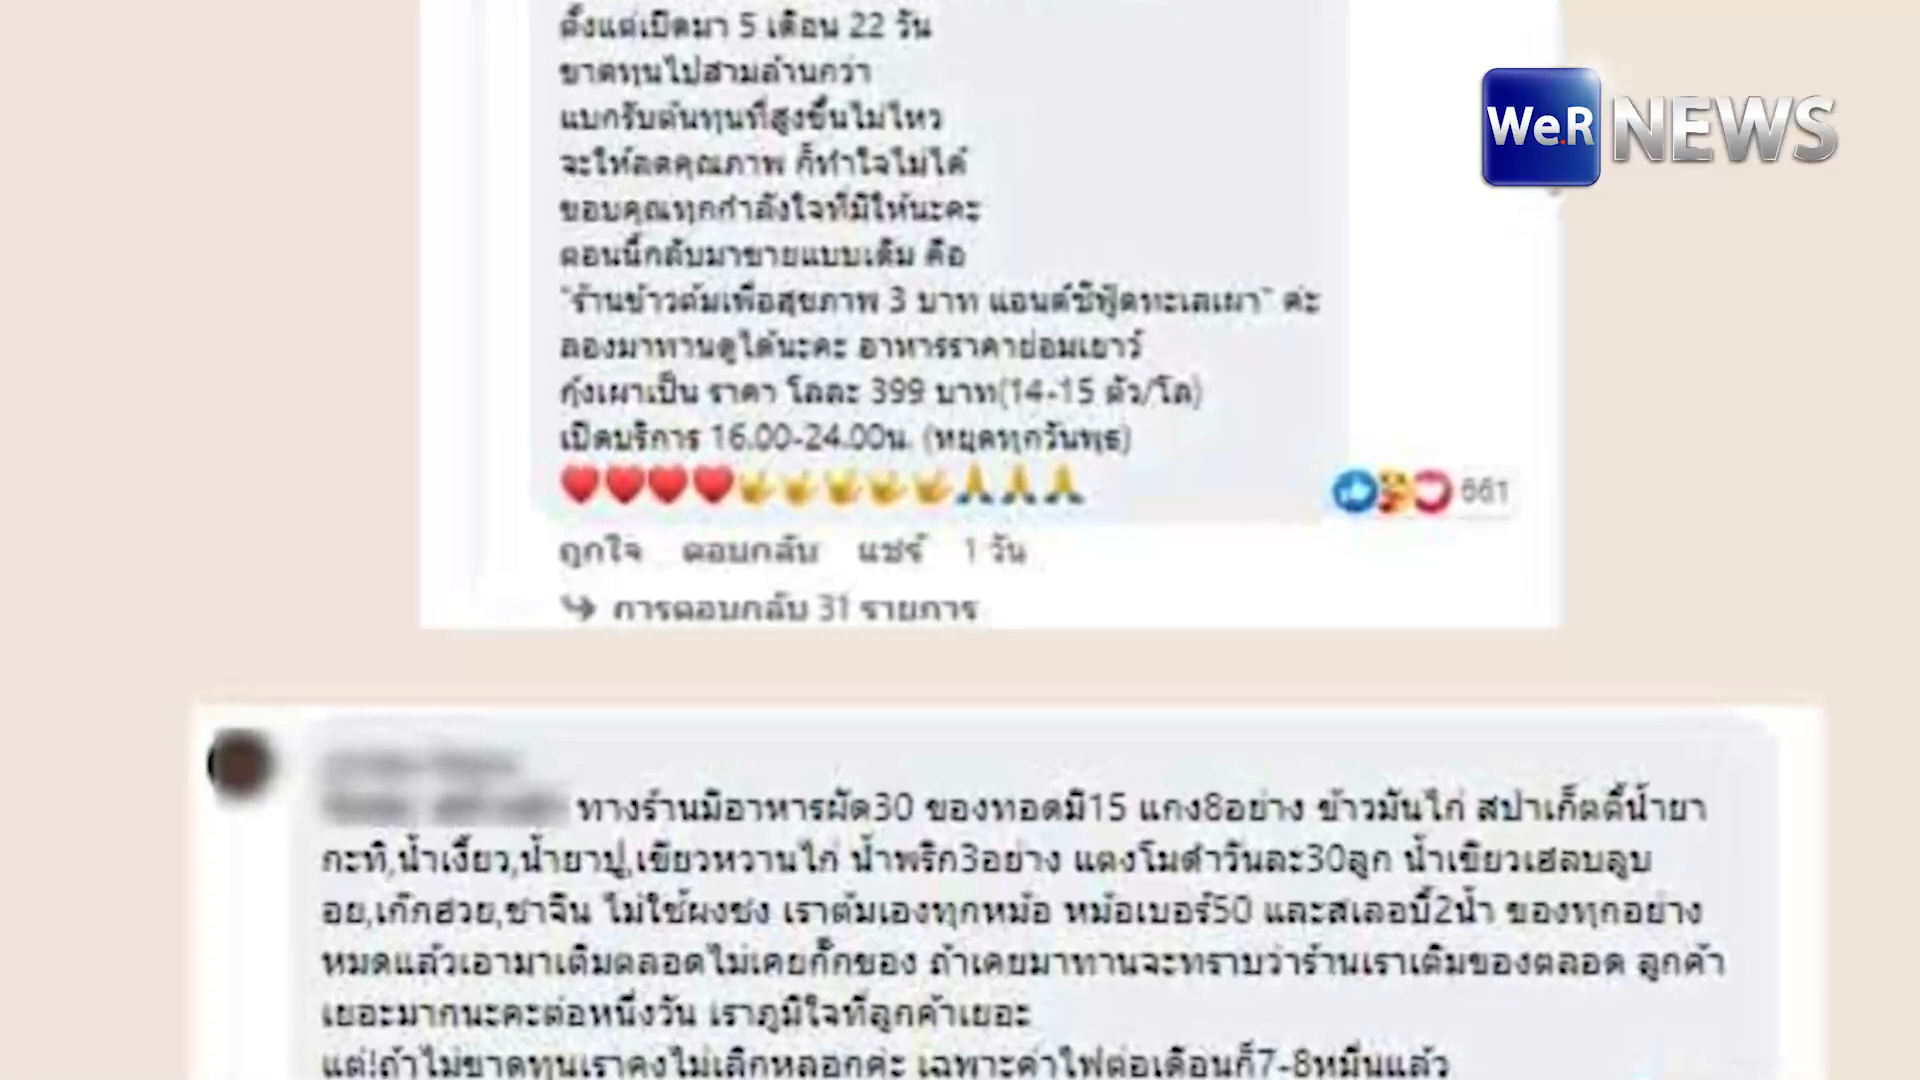 ตั้งแต่เปิดมา 5 เดือน 22 วัน
ขาดทุนไปสามล้านกว่า
แบกรับต้นทุนที่สูงขึ้นไม่ไหว
จะให้ลดคุณภาพ ก็ทำใจไม่ได้
ขอบคุณทุกกำลังใจที่มีให้นะคะ
ตอนนี้กลับมาขายแบบเดิม คือ
"ร้านข้าวต้มเพื่อสุขภาพ 3 บาท แอนด์ซีฟู้ดทะเลเผา" ค่ะ
ลองมาทานดูได้นะคะ อาหารราคาย่อมเยาว์
กุ้งเผาเป็น ราคา โลละ 399 บาท(14-15 ตัว/โล)
เปิดบริการ 16.00-24.00น. (หยุดทุกวันพุธ)
661
ถูกใจ ตอบกลับ แชร์ 1 วัน
การตอบกลับ 31 รายการ
WeR NEWS
ทางร้านมีอาหารผัด30 ของทอดมี15 แกง8อย่าง ข้าวมันไก่ สปาเก็ตตี้น้ำยา
กะทิ,น้ำเงี้ยว,น้ำยาปู,เขียวหวานไก่ น้ำพริก3อย่าง แตงโมตำวันละ30ลูก น้ำเขียวเฮลบลูบ
อย,เก๊กฮวย,ชาจีน ไม่ใช้ผงชง เราต้มเองทุกหม้อ หม้อเบอร์50 และสเลอบี้2น้ำ ของทุกอย่าง
หมดแล้วเอามาเติมตลอดไม่เคยกั๊กของ ถ้าเคยมาทานจะทราบว่าร้านเราเติมของตลอด ลูกค้า
เยอะมากนะคะต่อหนึ่งวัน เราภูมิใจที่ลูกค้าเยอะ
แต่!ถ้าไม่ขาดทุนเราคงไม่เลิกหลอกค่ะ เฉพาะค่าไฟต่อเดือนก็7-8หมื่นแล้ว